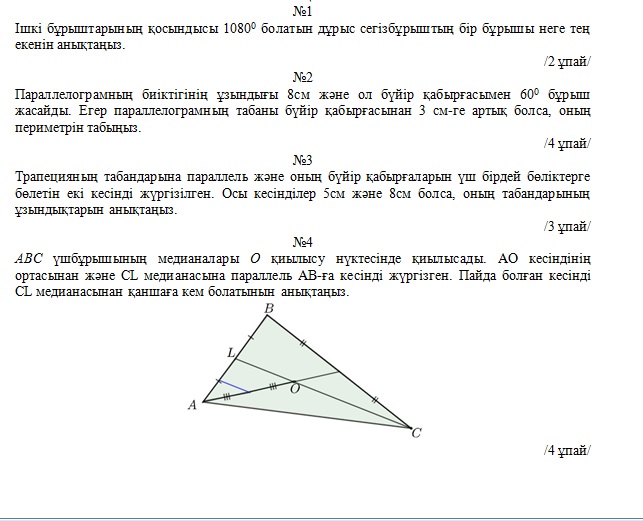 №1
Ішкі бұрыштарының қосындысы 1080⁰ болатын дұрыс сегізбұрыштың бір бұрышы неге тең
екенін анықтаңыз.
/2 ұпай/
№2
Параллелограмның биіктігінің ұзындығы 8см және ол бүйір қабырғасымен 60⁰ бұрыш
жасайды. Егер параллелограмның табаны бүйір қабырғасынан 3 см-ге артық болса, оның
периметрін табыңыз.
/4 ұпай/
№3
Трапецияның табандарына параллель және оның бүйір қабырғаларын үш бірдей бөліктерге
бөлетін екі кесінді жүргізілген. Осы кесінділер 5см және 8см болса, оның табандарының
ұзындықтарын анықтаңыз.
/3 ұпай/
№4
ABC үшбұрышының медианалары O қиылысу нүктесінде қиылысады. АО кесіндінің
ортасынан және CL медианасына параллель АВ-ға кесінді жүргізген. Пайда болған кесінді
CL медианасынан қаншаға кем болатынын анықтаңыз.
B
L
O
A
C
/4 ұпай/